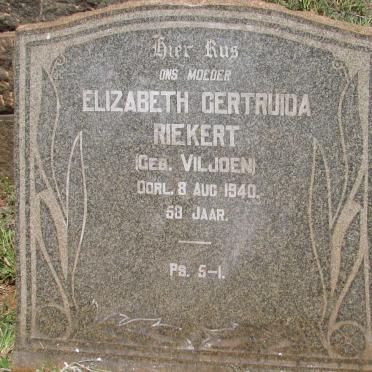 Hier Rus
ONS MOEDER
ELIZABETH GERTRUIDA
RIEKERT
(GEB. VILJOEN)
OORL. 8 AUG 1940.
58 JAAR.
PS. 5-1.